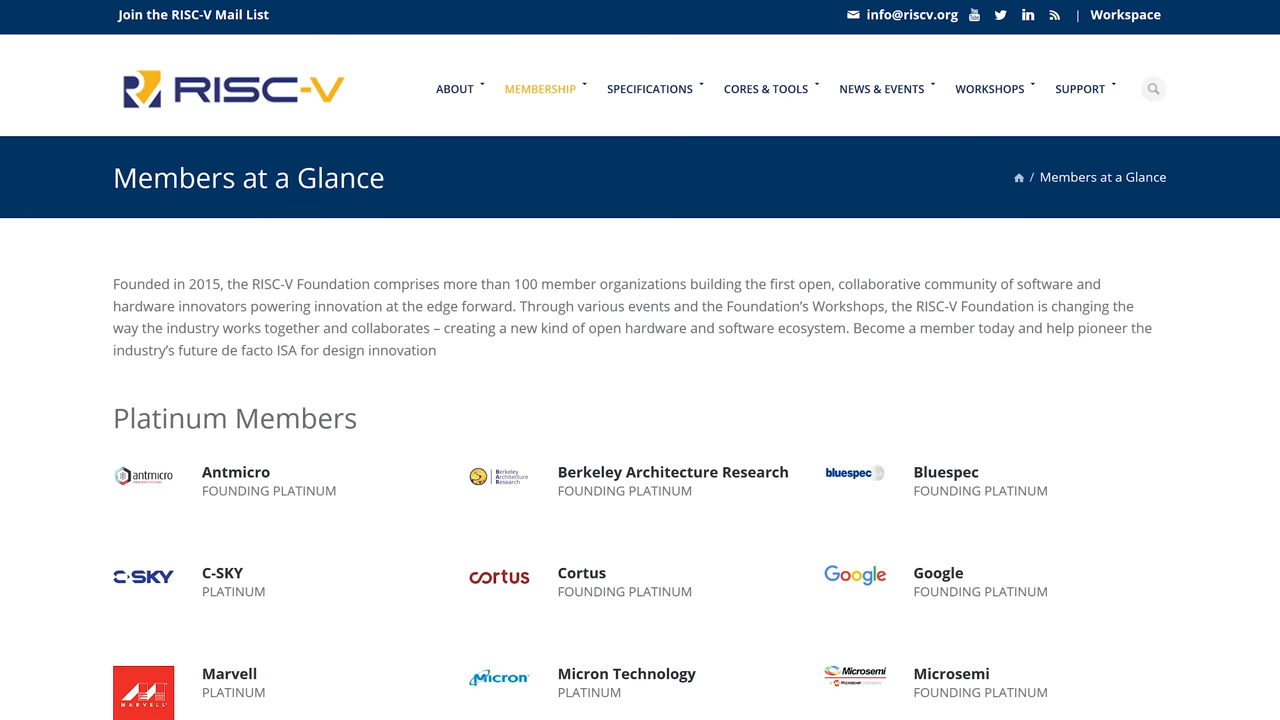 Join the RISC-V Mail List
info@riscv.org | Workspace
RISC-V
ABOUT MEMBERSHIP SPECIFICATIONS CORES & TOOLS NEWS & EVENTS WORKSHOPS SUPPORT
Members at a Glance
/ Members at a Glance
Founded in 2015, the RISC-V Foundation comprises more than 100 member organizations building the first open, collaborative community of software and
hardware innovators powering innovation at the edge forward. Through various events and the Foundation’s Workshops, the RISC-V Foundation is changing the
way the industry works together and collaborates – creating a new kind of open hardware and software ecosystem. Become a member today and help pioneer the
industry’s future de facto ISA for design innovation
Platinum Members
antmicro
Antmicro
FOUNDING PLATINUM
Berkeley
Architecture
Research
Berkeley Architecture Research
FOUNDING PLATINUM
bluespec
Bluespec
FOUNDING PLATINUM
C-SKY
C-SKY
PLATINUM
cortus
Cortus
FOUNDING PLATINUM
Google
Google
FOUNDING PLATINUM
MARVELL
Marvell
PLATINUM
Micron
Micron Technology
PLATINUM
Microsemi
Microsemi
FOUNDING PLATINUM